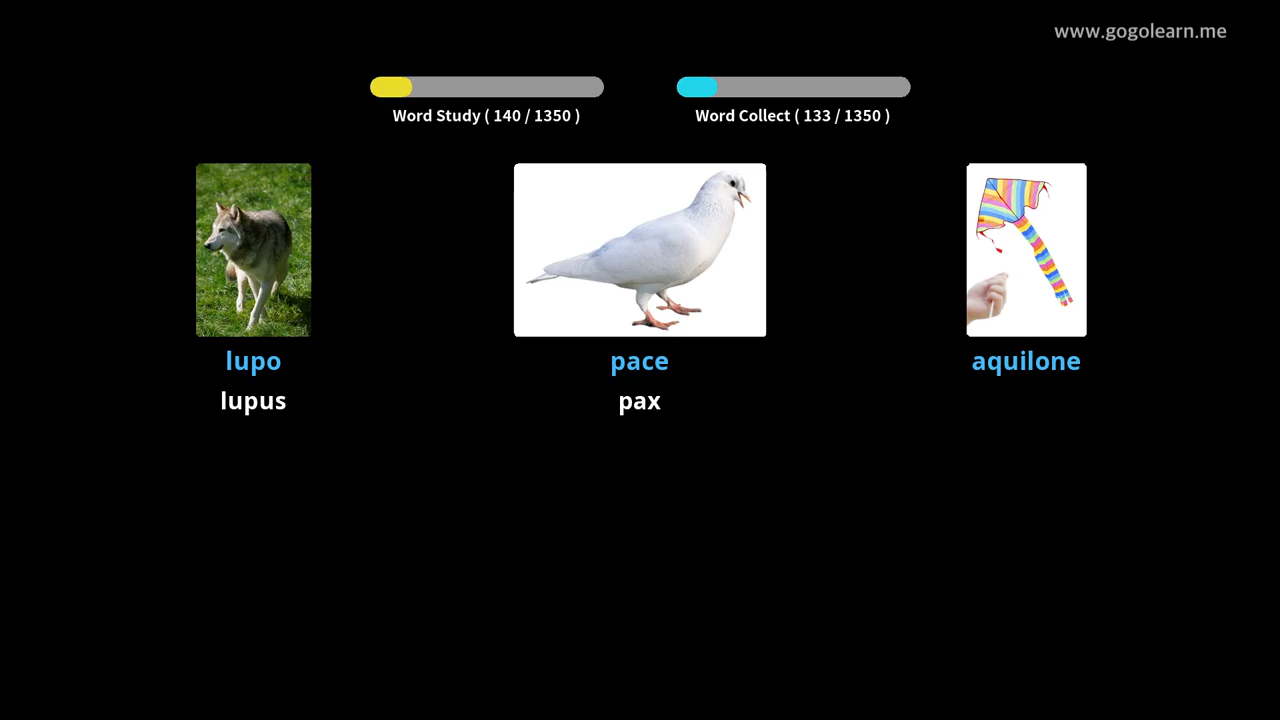 www.gogolearn.me
Word Study ( 140 / 1350 )
Word Collect ( 133 / 1350 )
lupo
pace
aquilone
lupus
pax